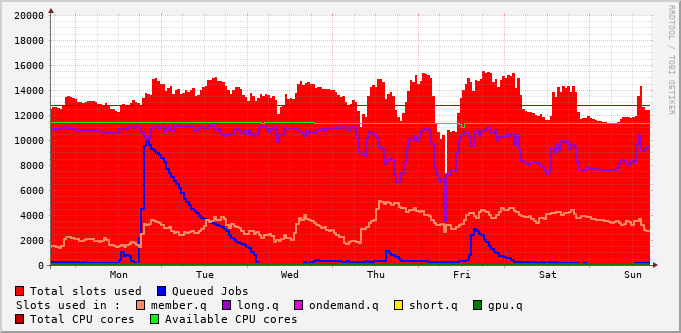 RRDTOOL / TOBI OETIKER
20000
18000
16000
14000
12000
10000
8000
6000
4000
2000
0
Mon Tue Wed Thu Fri Sat Sun
Total slots used Queued Jobs
Slots used in : member.q long.q ondemand.q short.q gpu.q
Total CPU cores Available CPU cores